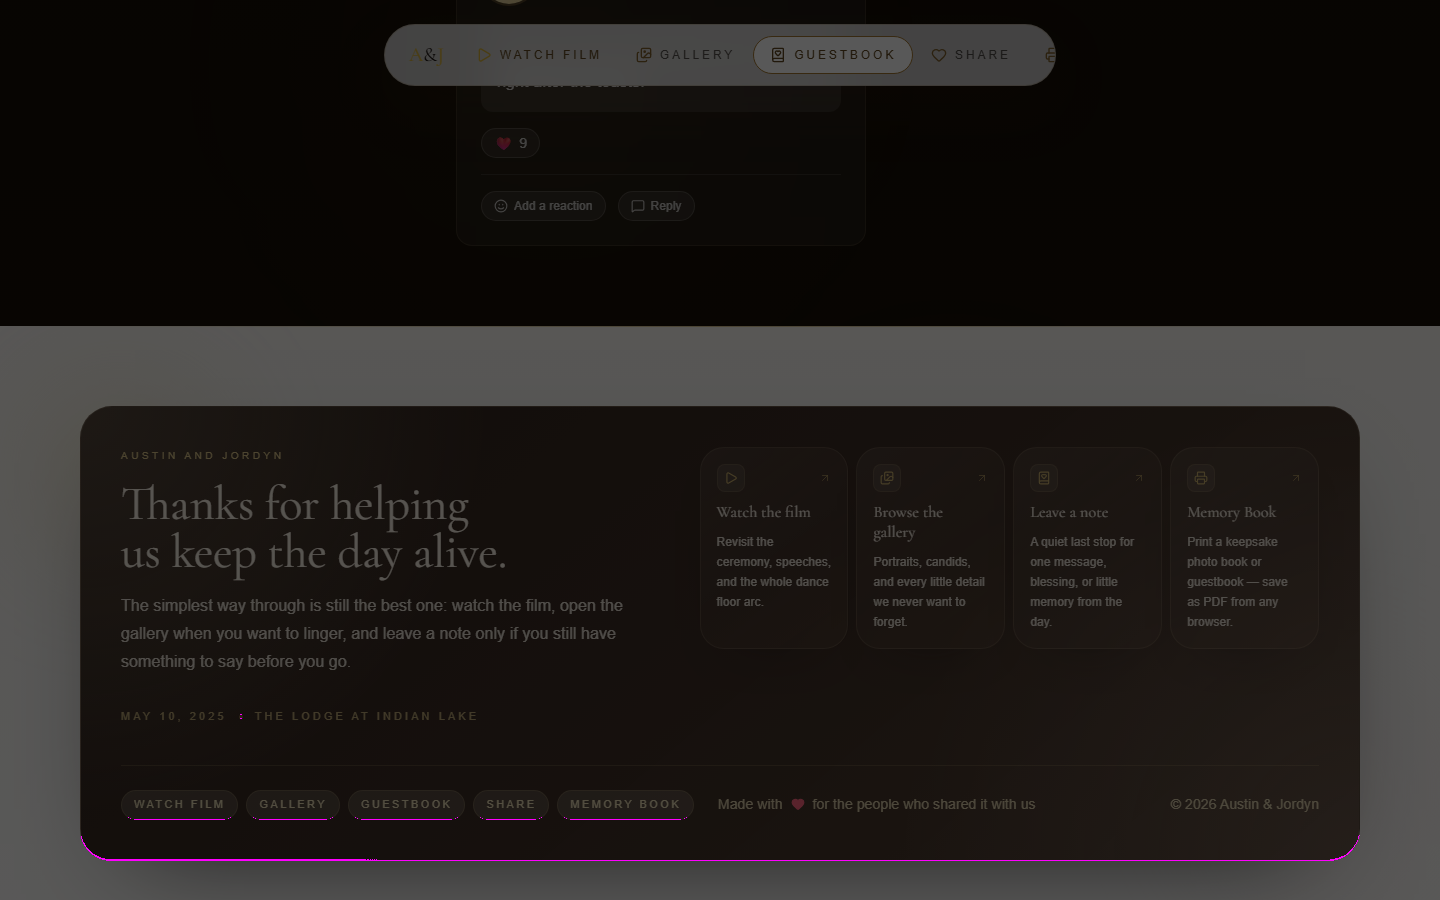 A&J WATCH FILM GALLERY GUESTBOOK SHARE
9
Add a reaction Reply
AUSTIN AND JORDYN
Thanks for helping
us keep the day alive.
The simplest way through is still the best one: watch the film, open the
gallery when you want to linger, and leave a note only if you still have
something to say before you go.
MAY 10, 2025 : THE LODGE AT INDIAN LAKE
Watch the film
Revisit the
ceremony, speeches,
and the whole dance
floor arc.
Browse the
gallery
Portraits, candids,
and every little detail
we never want to
forget.
Leave a note
A quiet last stop for
one message,
blessing, or little
memory from the
day.
Memory Book
Print a keepsake
photo book or
guestbook — save
as PDF from any
browser.
WATCH FILM GALLERY GUESTBOOK SHARE MEMORY BOOK
Made with ❤ for the people who shared it with us
© 2026 Austin & Jordyn